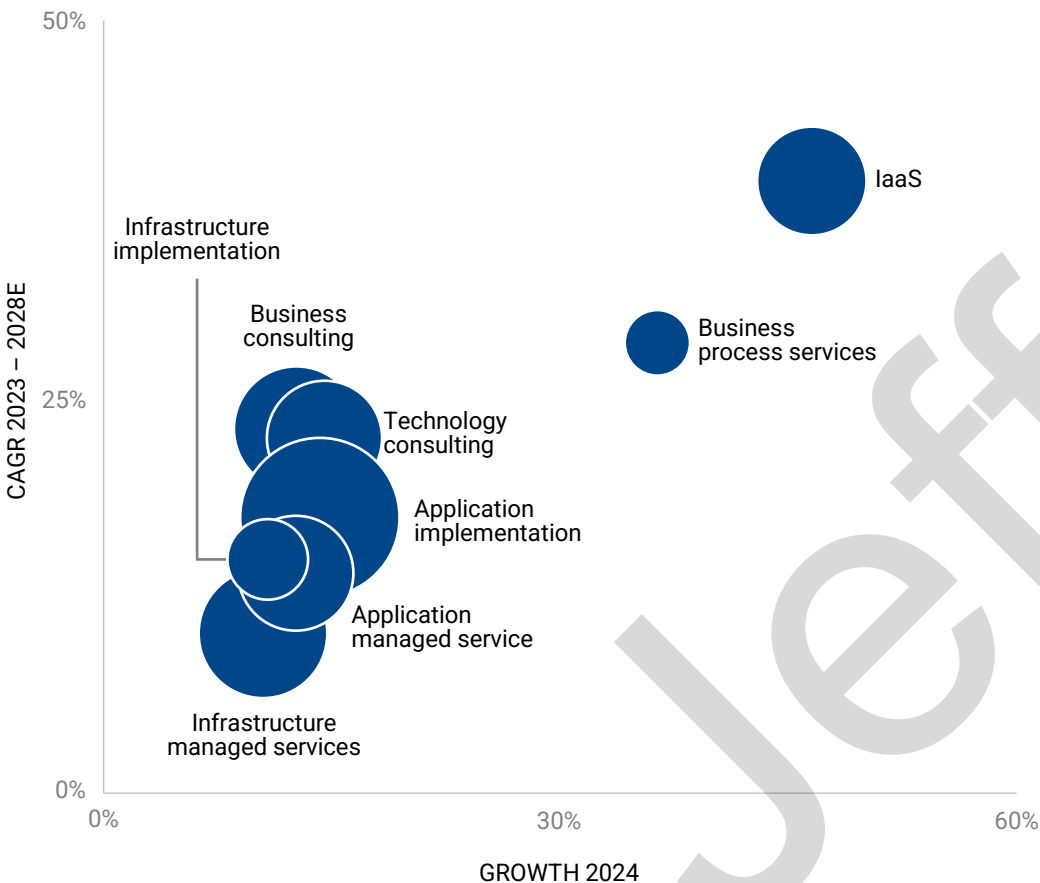 50%
IaaS
Infrastructure
implementation
Business
consulting
Business
process services
CAGR 2023 – 2028E
25%
Technology
consulting
Application
implementation
Application
managed service
Infrastructure
managed services
0%
0%
30%
60%
GROWTH 2024
Jeff